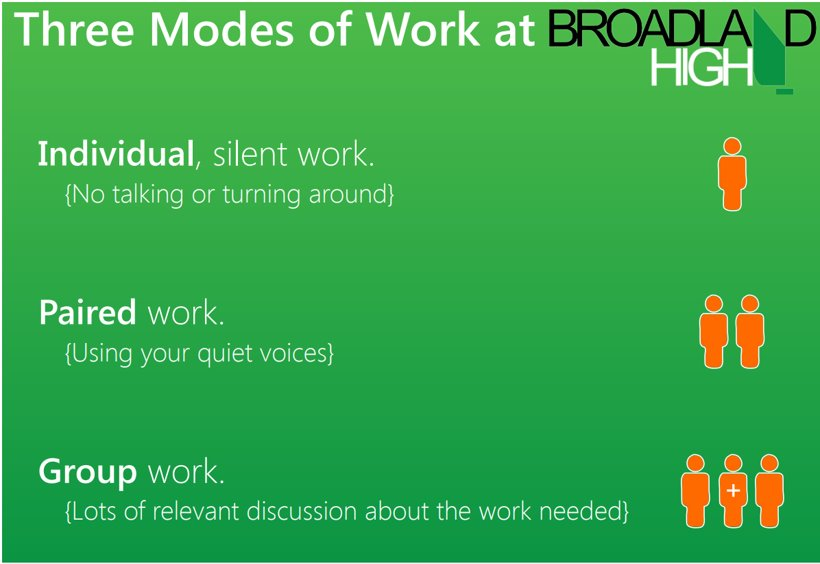 Three Modes of Work at BROADLAND
HIGH
Individual, silent work.
{No talking or turning around}
Paired work.
{Using your quiet voices}
Group work.
{Lots of relevant discussion about the work needed}
+